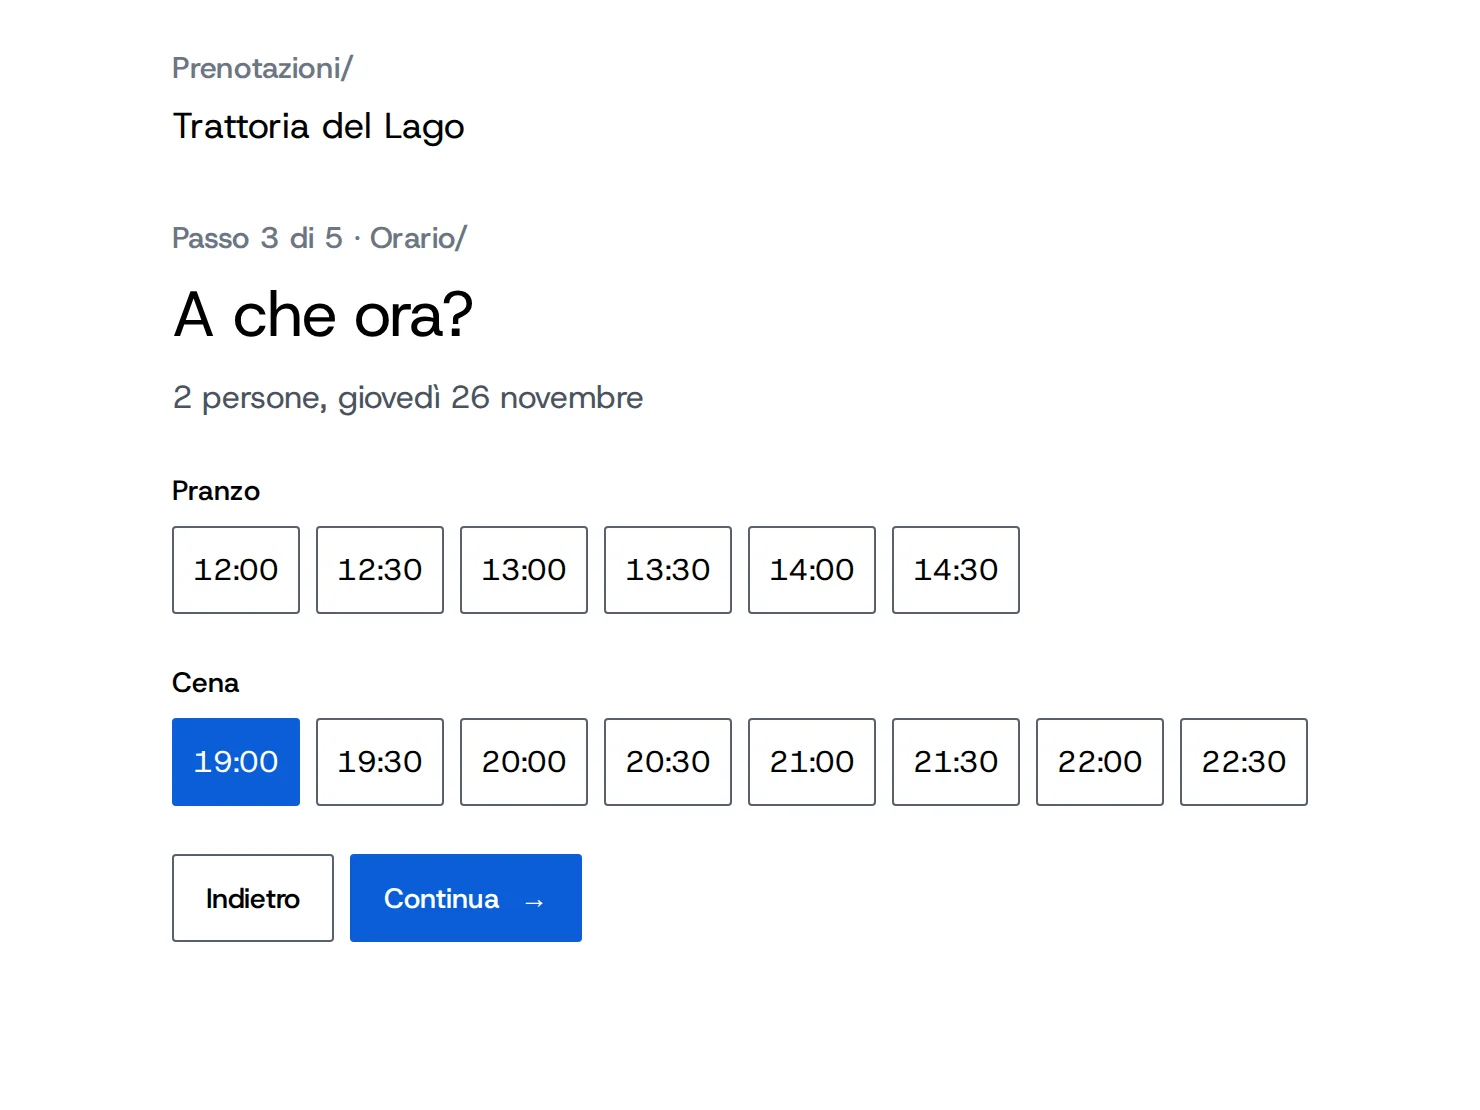 Prenotazioni/
Trattoria del Lago
Passo 3 di 5 · Orario/
A che ora?
2 persone, giovedì 26 novembre
Pranzo
12:00 12:30 13:00 13:30 14:00 14:30
Cena
19:00 19:30 20:00 20:30 21:00 21:30 22:00 22:30
Indietro Continua →